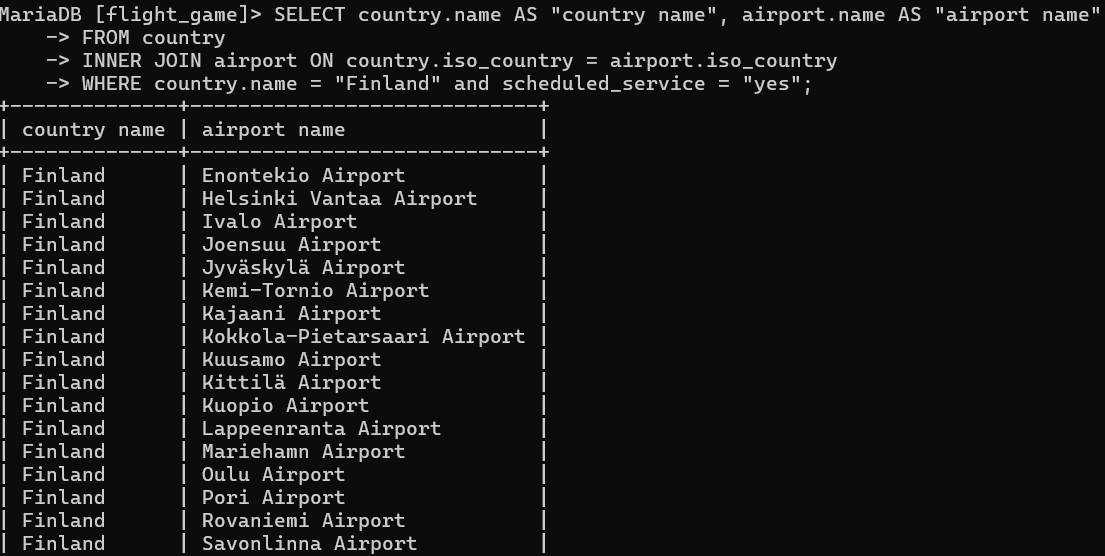 MariaDB [flight_game]> SELECT country.name AS "country name", airport.name AS "airport name"
    -> FROM country
    -> INNER JOIN airport ON country.iso_country = airport.iso_country
    -> WHERE country.name = "Finland" and scheduled_service = "yes";
+--------------+-----------------------------+
| country name | airport name                |
+--------------+-----------------------------+
| Finland      | Enontekio Airport           |
| Finland      | Helsinki Vantaa Airport     |
| Finland      | Ivalo Airport               |
| Finland      | Joensuu Airport             |
| Finland      | Jyväskylä Airport           |
| Finland      | Kemi-Tornio Airport         |
| Finland      | Kajaani Airport             |
| Finland      | Kokkola-Pietarsaari Airport |
| Finland      | Kuusamo Airport             |
| Finland      | Kittilä Airport             |
| Finland      | Kuopio Airport              |
| Finland      | Lappeenranta Airport        |
| Finland      | Mariehamn Airport           |
| Finland      | Oulu Airport                |
| Finland      | Pori Airport                |
| Finland      | Rovaniemi Airport           |
| Finland      | Savonlinna Airport          |